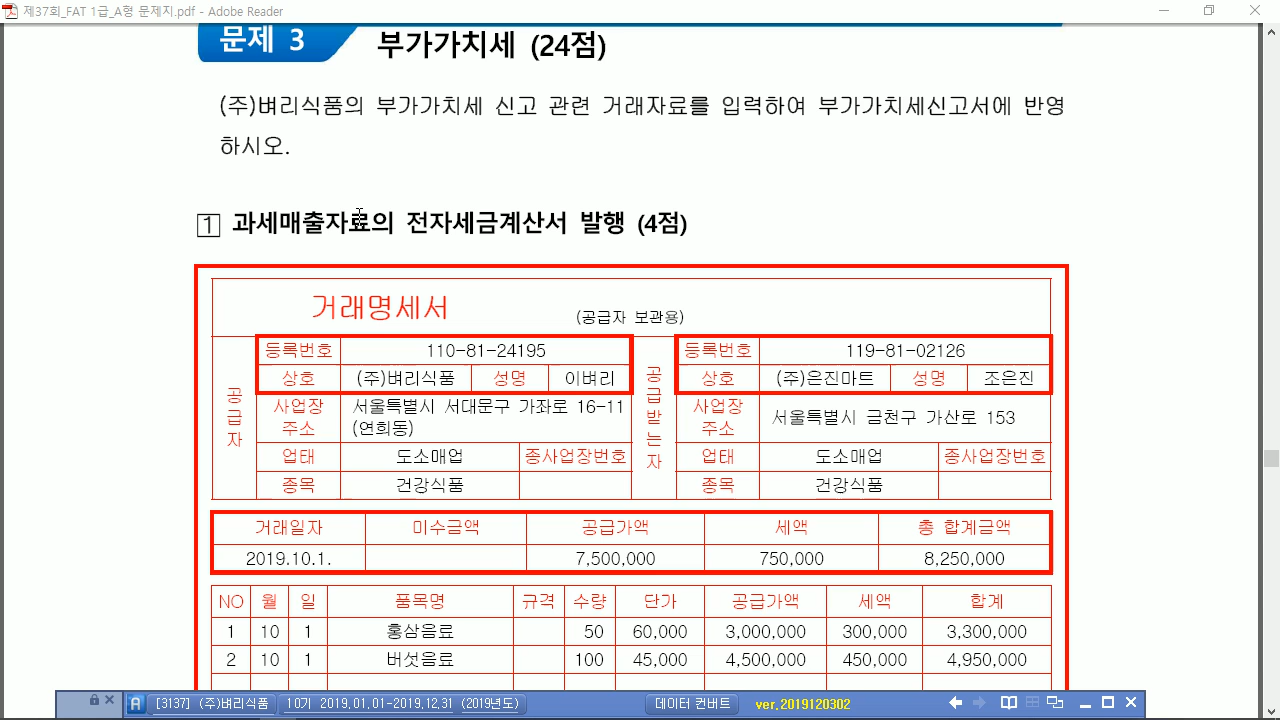 제37회_FAT 1급_A형 문제지.pdf - Adobe Reader
문제 3 부가가치세 (24점)
(주)벼리식품의 부가가치세 신고 관련 거래자료를 입력하여 부가가치세신고서에 반영
하시오.
1 과세매출자료의 전자세금계산서 발행 (4점)
거래명세서 (공급자 보관용)
공급자
등록번호 110-81-24195
상호 (주)벼리식품 성명 이벼리
사업장 주소 서울특별시 서대문구 가좌로 16-11
(연희동)
업태 도소매업 종사업장번호
종목 건강식품
공급받는자
등록번호 119-81-02126
상호 (주)은진마트 성명 조은진
사업장 주소 서울특별시 금천구 가산로 153
업태 도소매업 종사업장번호
종목 건강식품
거래일자 미수금액 공급가액 세액 총 합계금액
2019.10.1. 7,500,000 750,000 8,250,000
NO 월 일 품목명 규격 수량 단가 공급가액 세액 합계
1 10 1 홍삼음료 50 60,000 3,000,000 300,000 3,300,000
2 10 1 버섯음료 100 45,000 4,500,000 450,000 4,950,000
A [3137] (주)벼리식품 10기 2019.01.01-2019.12.31 (2019년도) 데이터 컨버트 ver.2019120302